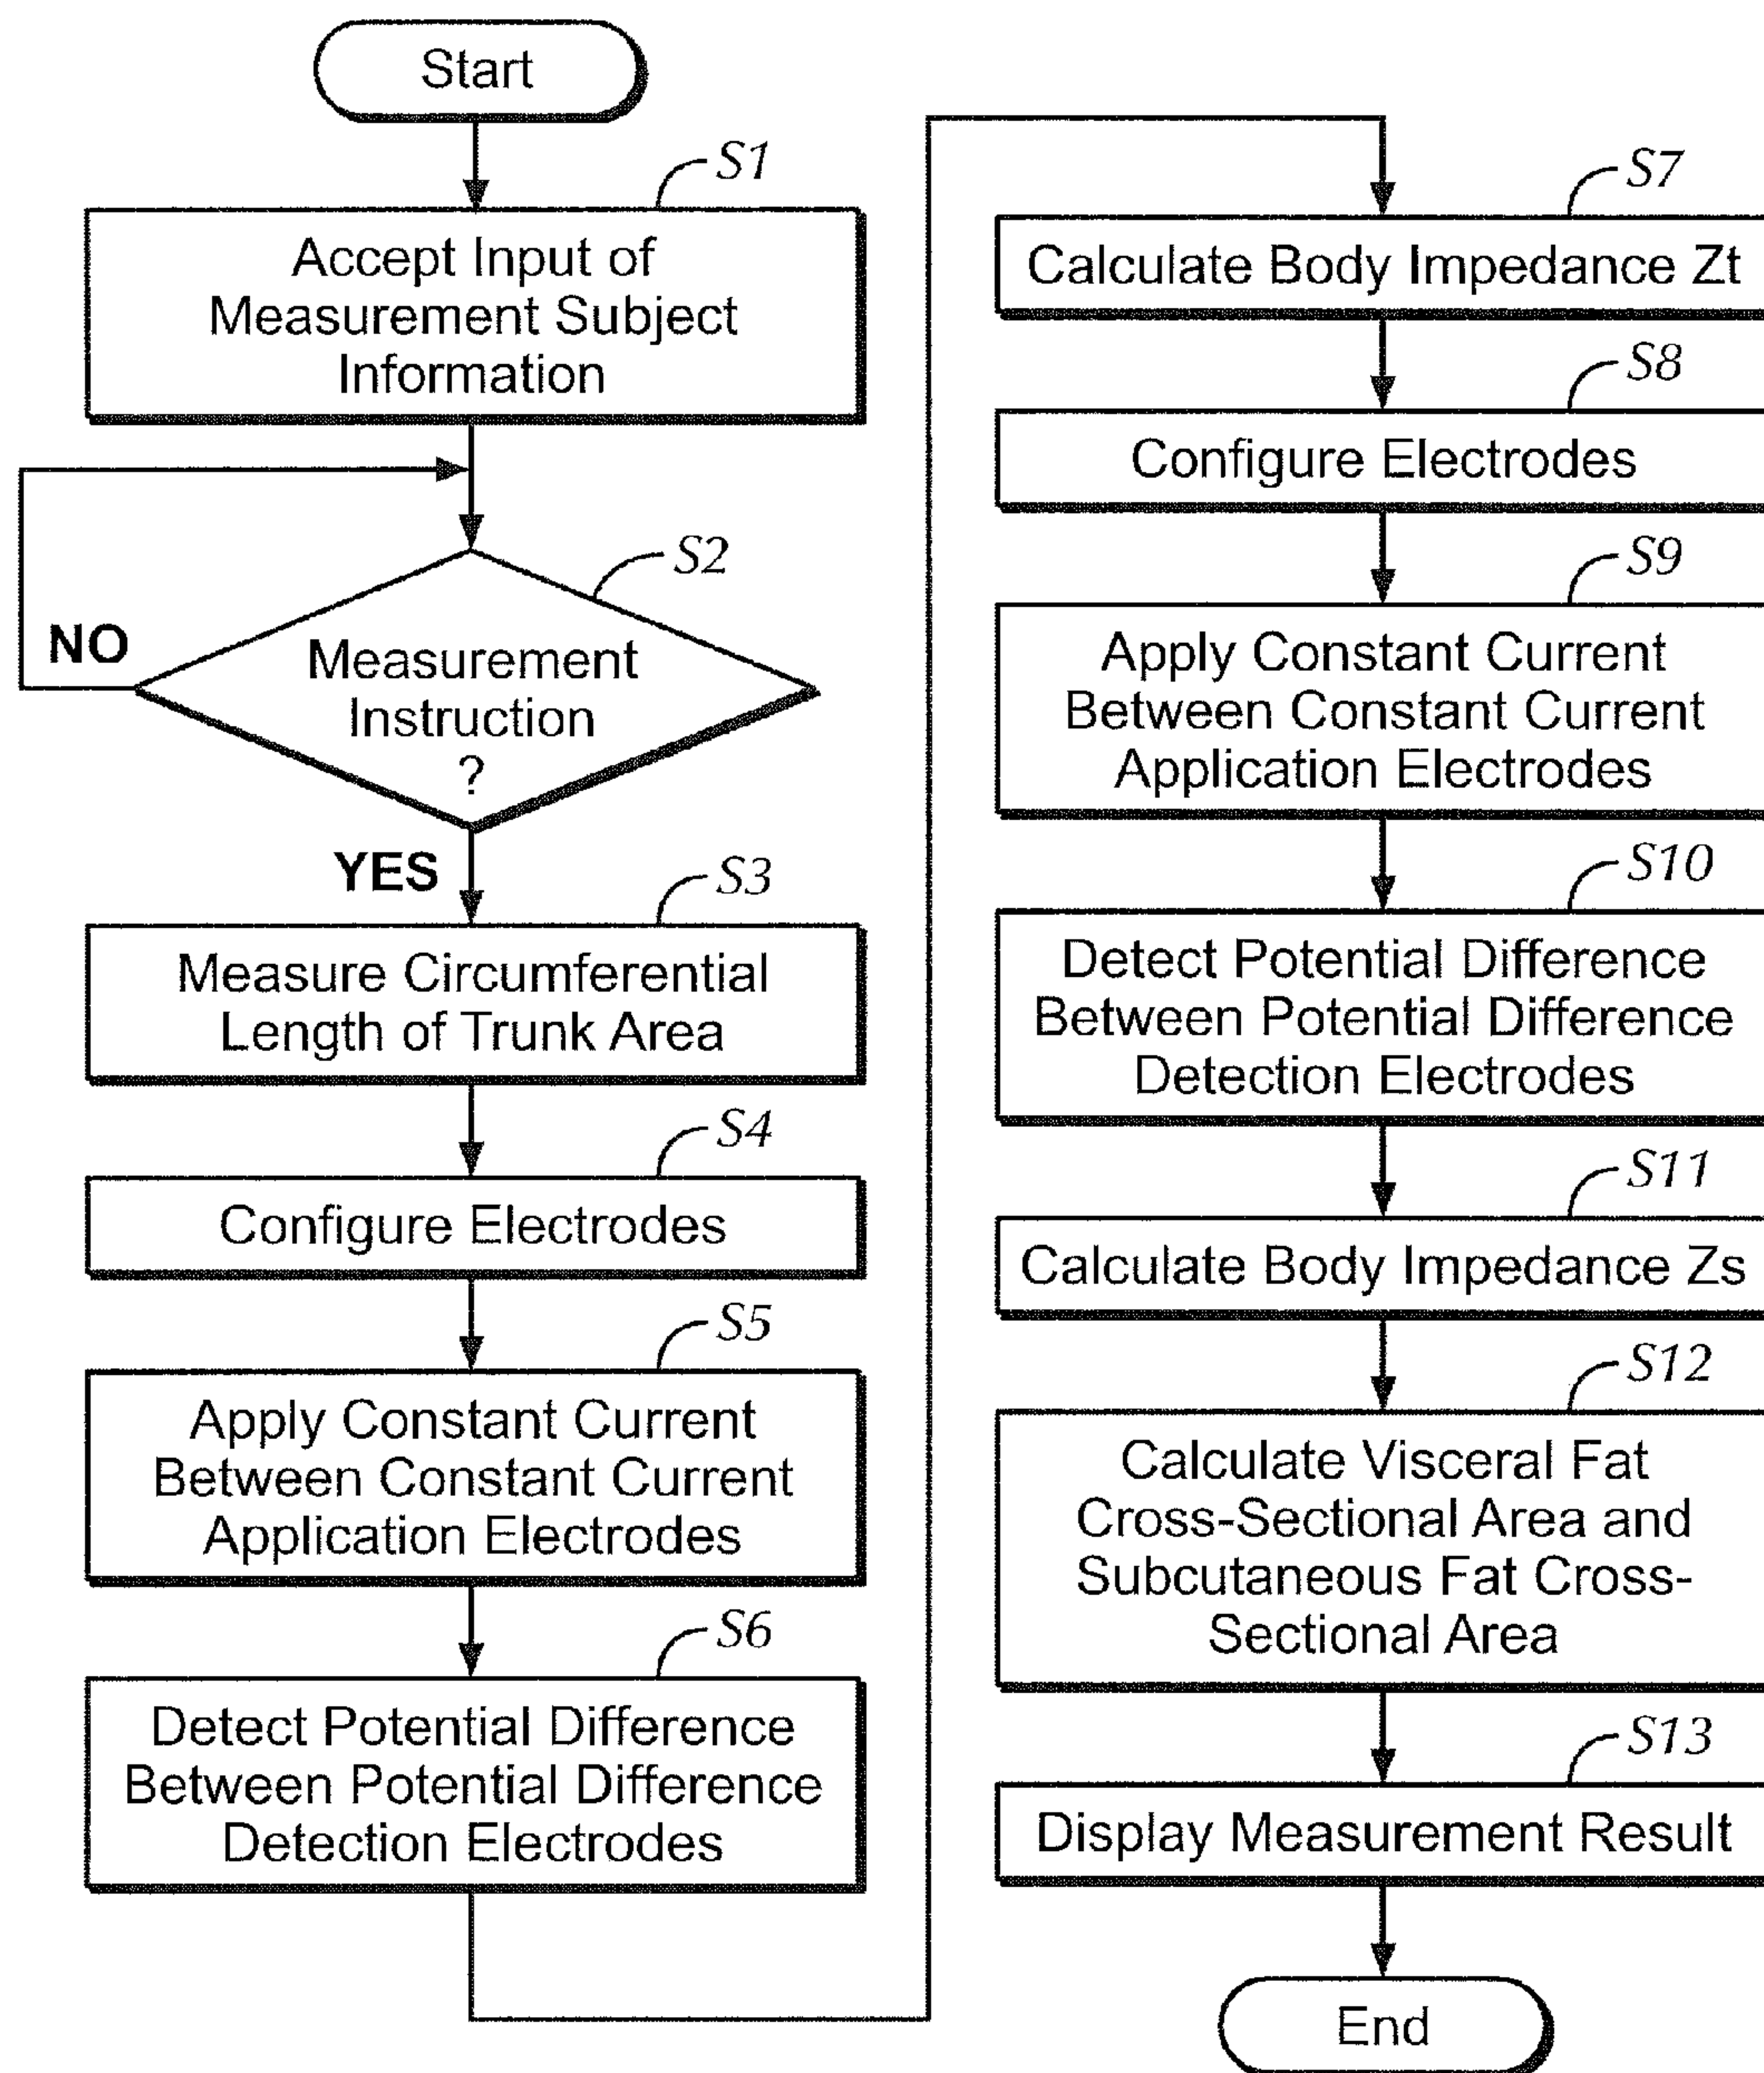 Start
S1
Accept Input of
Measurement Subject
Information
S2
NO
Measurement
Instruction
?
YES
S3
Measure Circumferential
Length of Trunk Area
S4
Configure Electrodes
S5
Apply Constant Current
Between Constant Current
Application Electrodes
S6
Detect Potential Difference
Between Potential Difference
Detection Electrodes
S7
Calculate Body Impedance Zt
S8
Configure Electrodes
S9
Apply Constant Current
Between Constant Current
Application Electrodes
S10
Detect Potential Difference
Between Potential Difference
Detection Electrodes
S11
Calculate Body Impedance Zs
S12
Calculate Visceral Fat
Cross-Sectional Area and
Subcutaneous Fat Cross-
Sectional Area
S13
Display Measurement Result
End